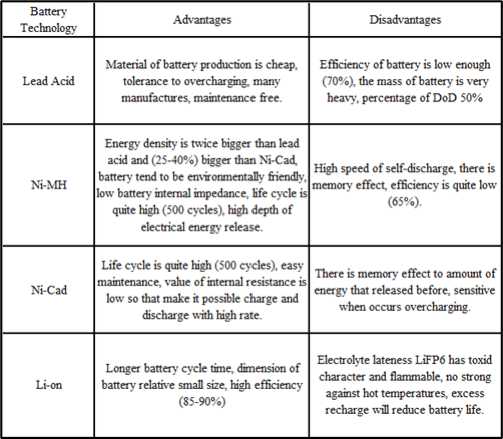 Battery
Technology
Advantages
Disadvantages
Lead Acid
Material of battery production is cheap,
tolerance to overcharging, many
manufactures, maintenance free.
Efficiency of battery is low enough
(70%), the mass of battery is very
heavy, percentage of DoD 50%
Ni-MH
Energy density is twice bigger than lead
acid and (25-40%) bigger than Ni-Cad,
battery tend to be environmentally friendly,
low battery internal impedance, life cycle is
quite high (500 cycles), high depth of
electrical energy release.
High speed of self-discharge, there is
memory effect, efficiency is quite low
(65%).
Ni-Cad
Life cycle is quite high (500 cycles), easy
maintenance, value of internal resistance is
low so that make it possible charge and
discharge with high rate.
There is memory effect to amount of
energy that released before, sensitive
when occurs overcharging.
Li-on
Longer battery cycle time, dimension of
battery relative small size, high efficiency
(85-90%)
Electrolyte lateness LiFP6 has toxid
character and flammable, no strong
against hot temperatures, excess
recharge will reduce battery life.